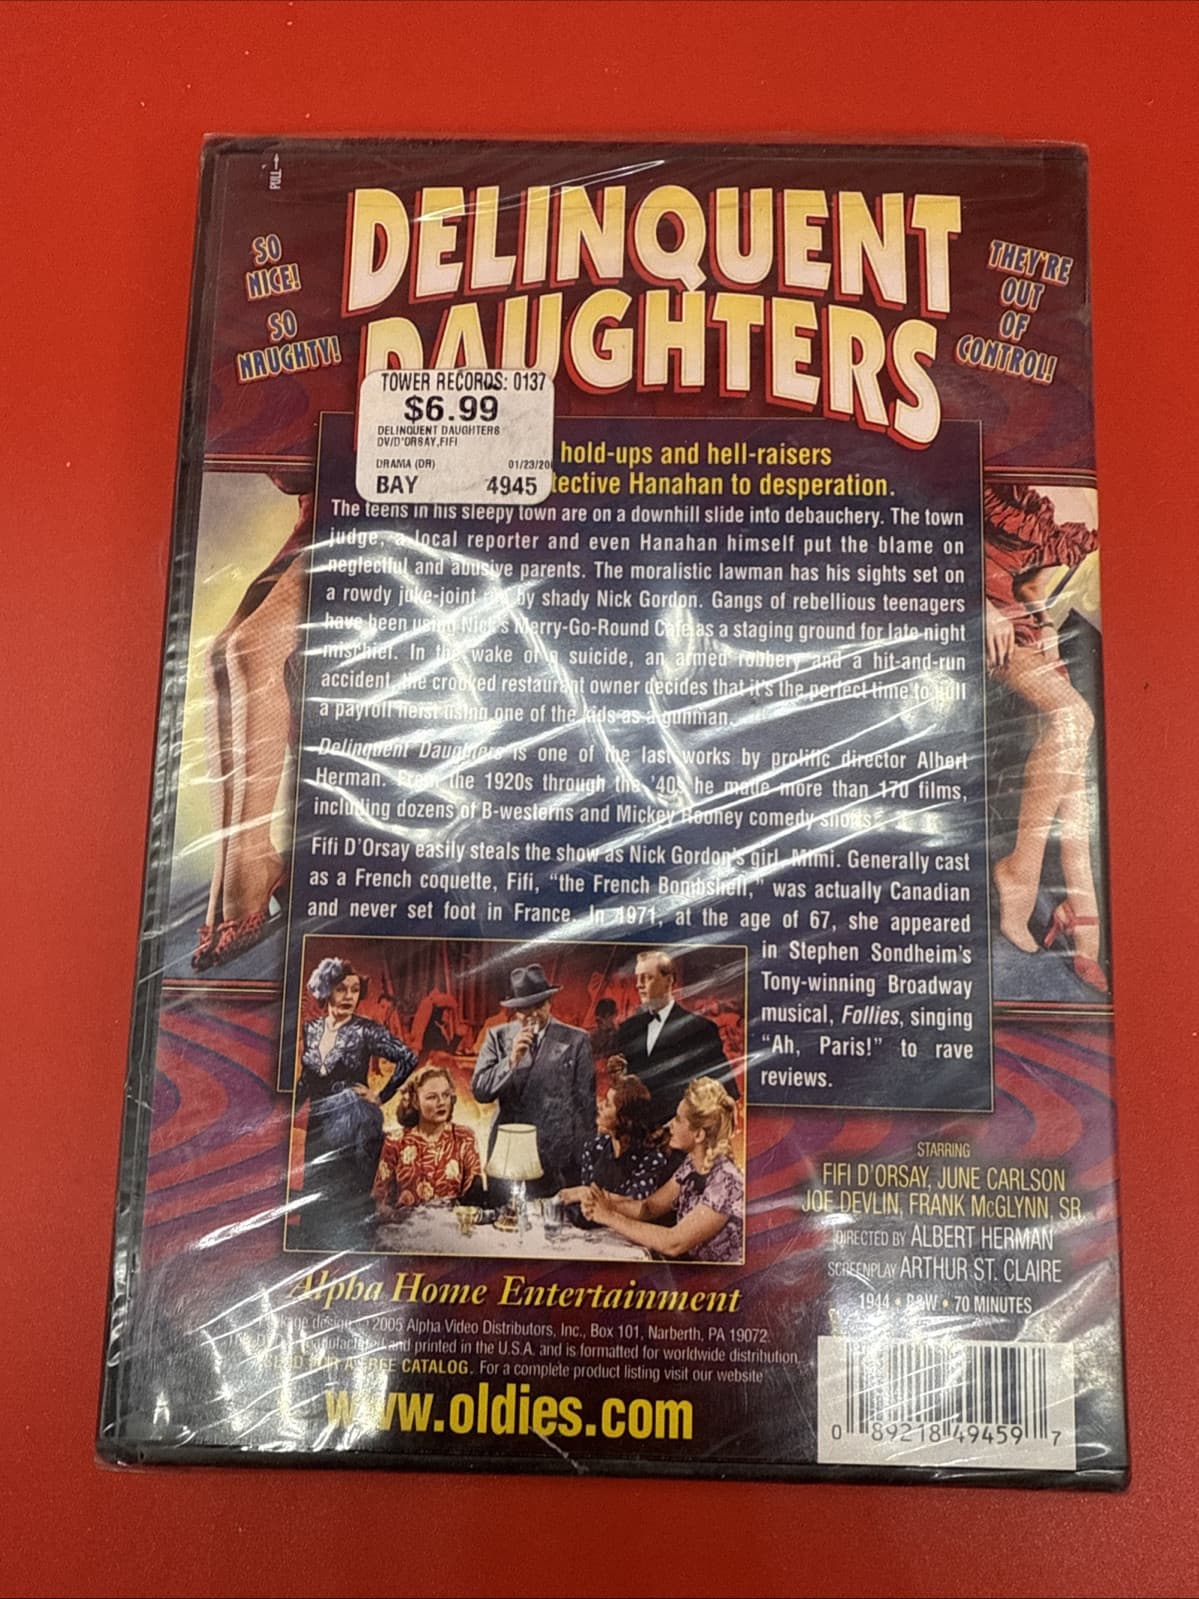 PULL→
SO
NICE!
SO
NAUGHTY!
DELINQUENT
DAUGHTERS
THEY'RE
OUT
OF
CONTROL!
TOWER RECORDS: 0137
$6.99
DELINQUENT DAUGHTERS
DV/D'ORSAY,FIFI
DRAMA (DR) 01/23/20
BAY 4945
hold-ups and hell-raisers
tective Hanahan to desperation.
The teens in his sleepy town are on a downhill slide into debauchery. The town
judge, a local reporter and even Hanahan himself put the blame on
neglectful and abusive parents. The moralistic lawman has his sights set on
a rowdy juke-joint run by shady Nick Gordon. Gangs of rebellious teenagers
have been using Nick's Merry-Go-Round Cafe as a staging ground for late night
mischief. In the wake of a suicide, an armed robbery and a hit-and-run
accident, the crooked restaurant owner decides that it's the perfect time to pull
a payroll heist using one of the kids as a gunman.
Delinquent Daughters is one of the last works by prolific director Albert
Herman. From the 1920s through the '40s he made more than 170 films,
including dozens of B-westerns and Mickey Rooney comedy shorts.
Fifi D'Orsay easily steals the show as Nick Gordon's girl, Mimi. Generally cast
as a French coquette, Fifi, "the French Bombshell," was actually Canadian
and never set foot in France. In 1971, at the age of 67, she appeared
in Stephen Sondheim's
Tony-winning Broadway
musical, Follies, singing
"Ah, Paris!" to rave
reviews.
STARRING
FIFI D'ORSAY, JUNE CARLSON
JOE DEVLIN, FRANK McGLYNN, SR.
DIRECTED BY ALBERT HERMAN
SCREENPLAY ARTHUR ST. CLAIRE
1944 • B&W • 70 MINUTES
Alpha Home Entertainment
Package design © 2005 Alpha Video Distributors, Inc., Box 101, Narberth, PA 19072.
manufactured and printed in the U.S.A. and is formatted for worldwide distribution.
SEND FOR A FREE CATALOG. For a complete product listing visit our website
www.oldies.com
0 89218 49459 7